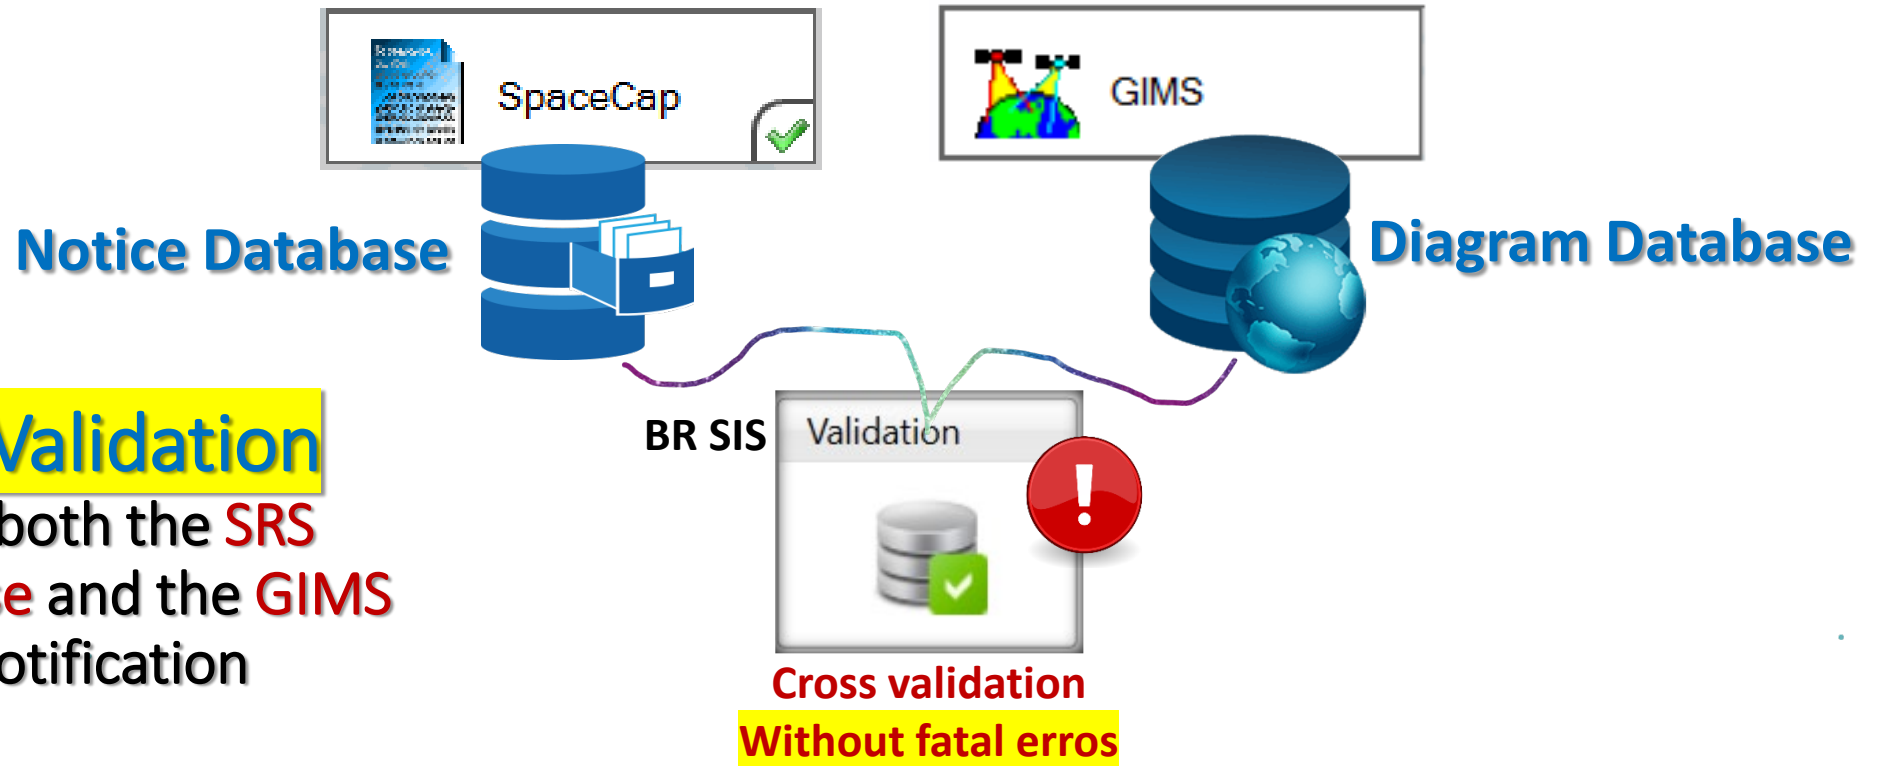 SpaceCap
GIMS
Notice Database
Diagram Database
Validation
BR SIS
Validation
both the SRS
e and the GIMS
otification
Cross validation
Without fatal erros